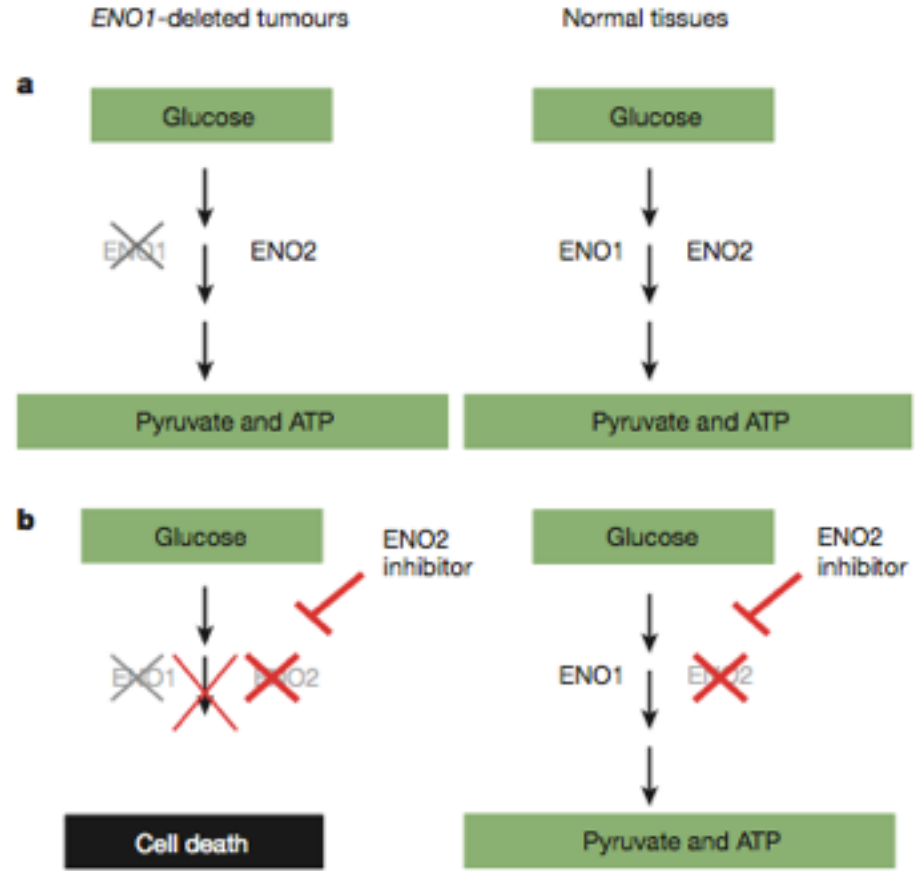 ENO1-deleted tumours
Normal tissues
a
Glucose
Glucose
ENO1
ENO2
ENO1
ENO2
Pyruvate and ATP
Pyruvate and ATP
b
Glucose
ENO2
inhibitor
Glucose
ENO2
inhibitor
ENO1
ENO2
ENO1
ENO2
Cell death
Pyruvate and ATP